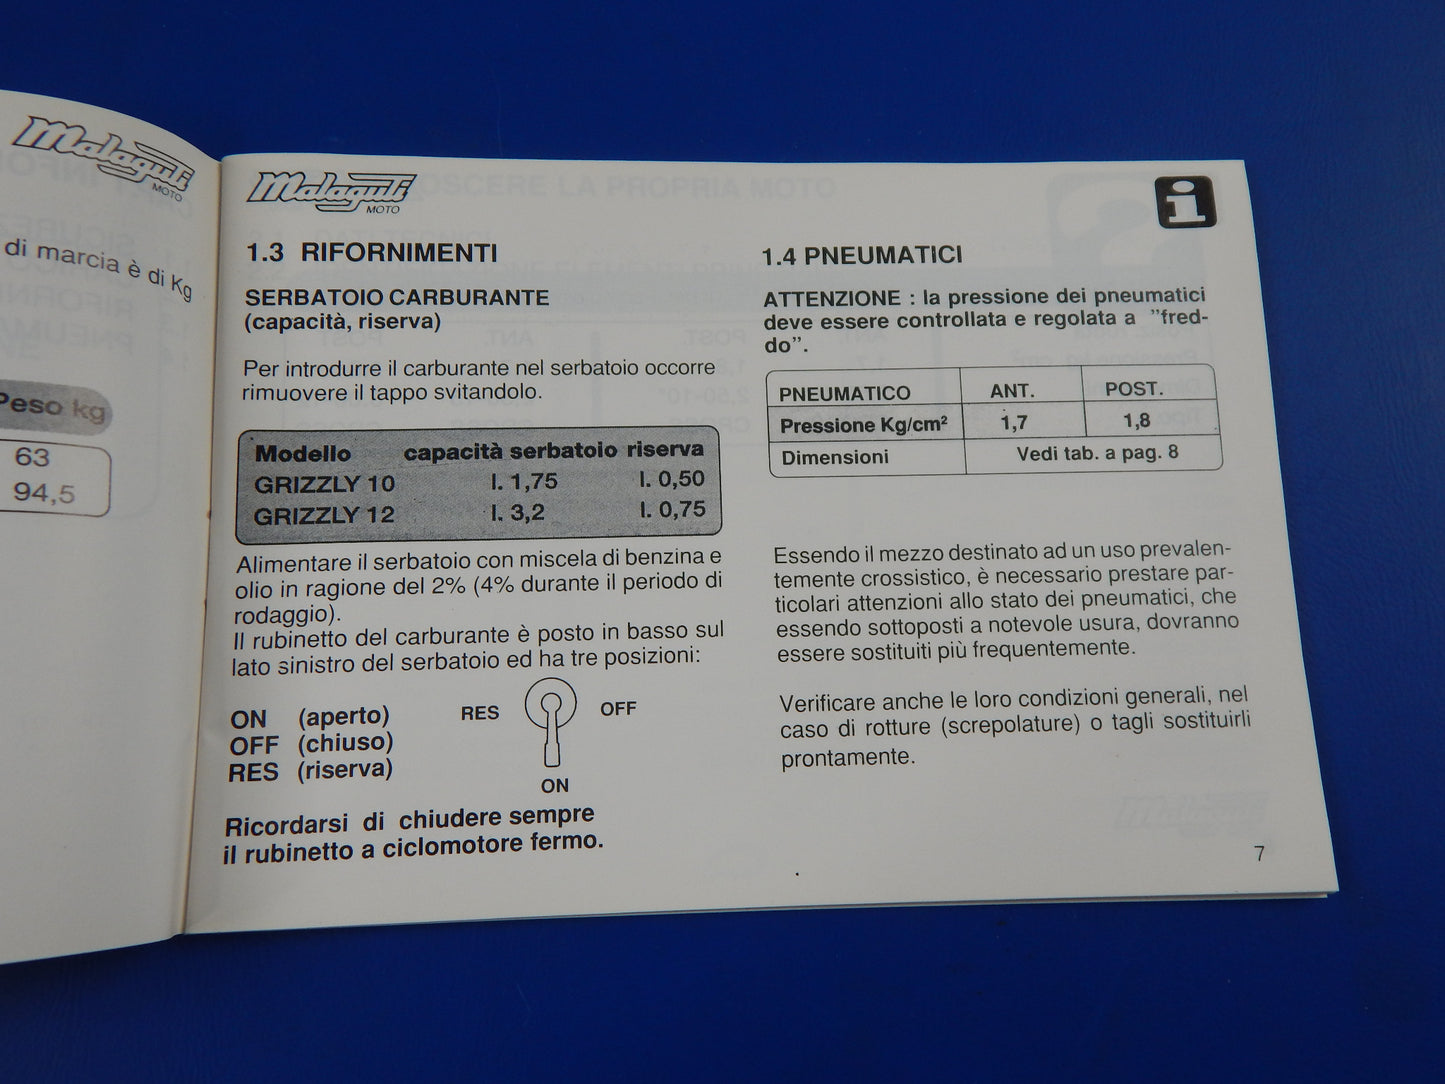 Malaguti
MOTO
di marcia è di Kg
Peso kg
63
94,5
Malaguti
MOTO
1.3 RIFORNIMENTI
SERBATOIO CARBURANTE
(capacità, riserva)
Per introdurre il carburante nel serbatoio occorre
rimuovere il tappo svitandolo.
Modello capacità serbatoio riserva
GRIZZLY 10 l. 1,75 l. 0,50
GRIZZLY 12 l. 3,2 l. 0,75
Alimentare il serbatoio con miscela di benzina e
olio in ragione del 2% (4% durante il periodo di
rodaggio).
Il rubinetto del carburante è posto in basso sul
lato sinistro del serbatoio ed ha tre posizioni:
ON (aperto)
OFF (chiuso)
RES (riserva)
RES OFF
ON
Ricordarsi di chiudere sempre
il rubinetto a ciclomotore fermo.
i
1.4 PNEUMATICI
ATTENZIONE : la pressione dei pneumatici
deve essere controllata e regolata a ”fred-
do”.
PNEUMATICO ANT. POST.
Pressione Kg/cm² 1,7 1,8
Dimensioni Vedi tab. a pag. 8
Essendo il mezzo destinato ad un uso prevalen-
temente crossistico, è necessario prestare par-
ticolari attenzioni allo stato dei pneumatici, che
essendo sottoposti a notevole usura, dovranno
essere sostituiti più frequentemente.
Verificare anche le loro condizioni generali, nel
caso di rotture (screpolature) o tagli sostituirli
prontamente.
7